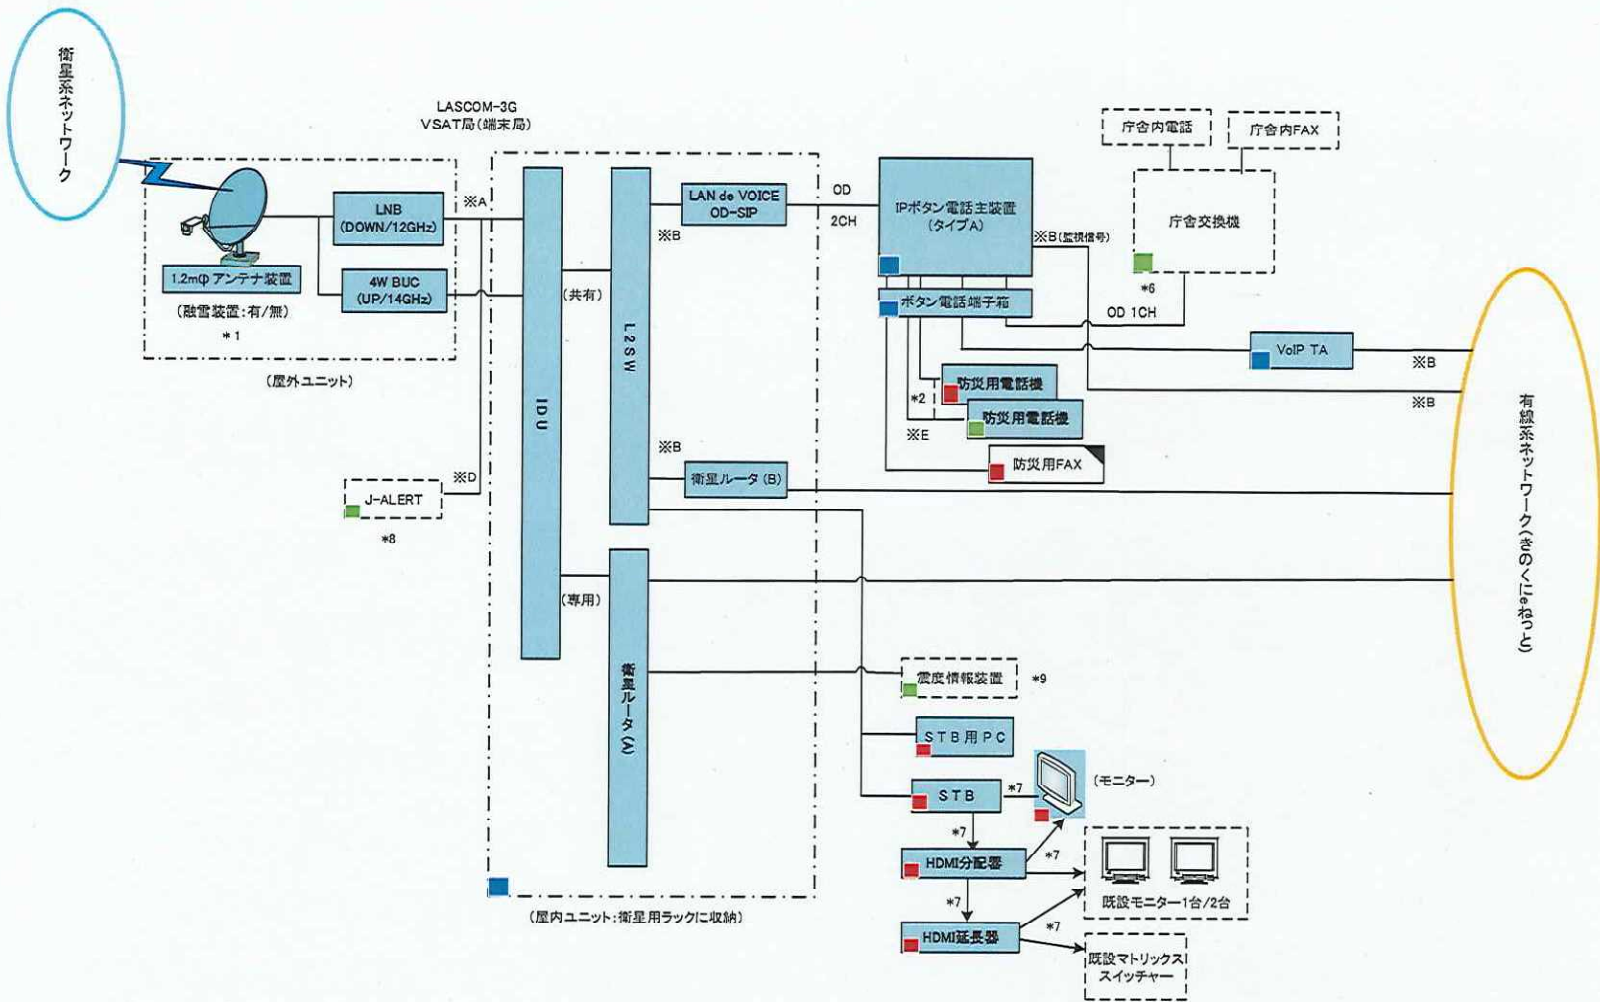 衛星系ネットワーク
LASCOM-3G
VSAT局(端末局)
LNB
(DOWN/12GHz)
※A
1.2mφ アンテナ装置
(融雪装置:有/無)
*1
4W BUC
(UP/14GHz)
(屋外ユニット)
※D
J-ALERT
*8
IDU
(共有)
(専用)
L2SW
※B
LAN de VOICE
OD-SIP
※B
衛星ルータ(B)
衛星ルータ(A)
(屋内ユニット:衛星用ラックに収納)
OD
2CH
IPボタン電話主装置
(タイプA)
※B(監視信号)
ボタン電話端子箱
庁舎内電話
庁舎内FAX
庁舎交換機
*6
OD 1CH
VoIP TA
※B
※B
防災用電話機
*2
防災用電話機
※E
防災用FAX
有線系ネットワーク(きのくにeねっと)
震度情報装置
*9
STB用PC
STB
*7
(モニター)
*7
HDMI分配器
*7
*7
既設モニター1台/2台
HDMI延長器
*7
既設マトリックス
スイッチャー